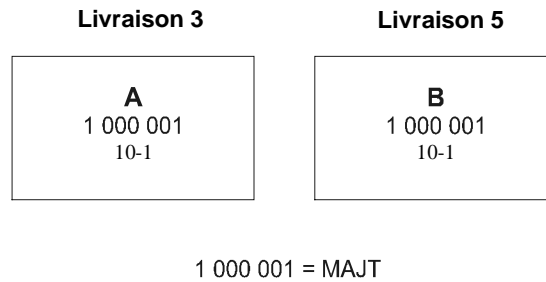 Livraison 3 Livraison 5
A B
1 000 001 1 000 001
10-1 10-1
1 000 001 = MAJT